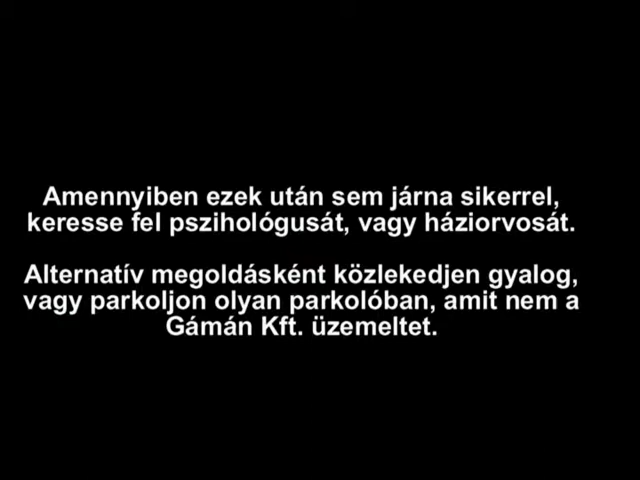 Amennyiben ezek után sem járna sikerrel,
keresse fel pszihológusát, vagy háziorvosát.
Alternatív megoldásként közlekedjen gyalog,
vagy parkoljon olyan parkolóban, amit nem a
Gámán Kft. üzemeltet.